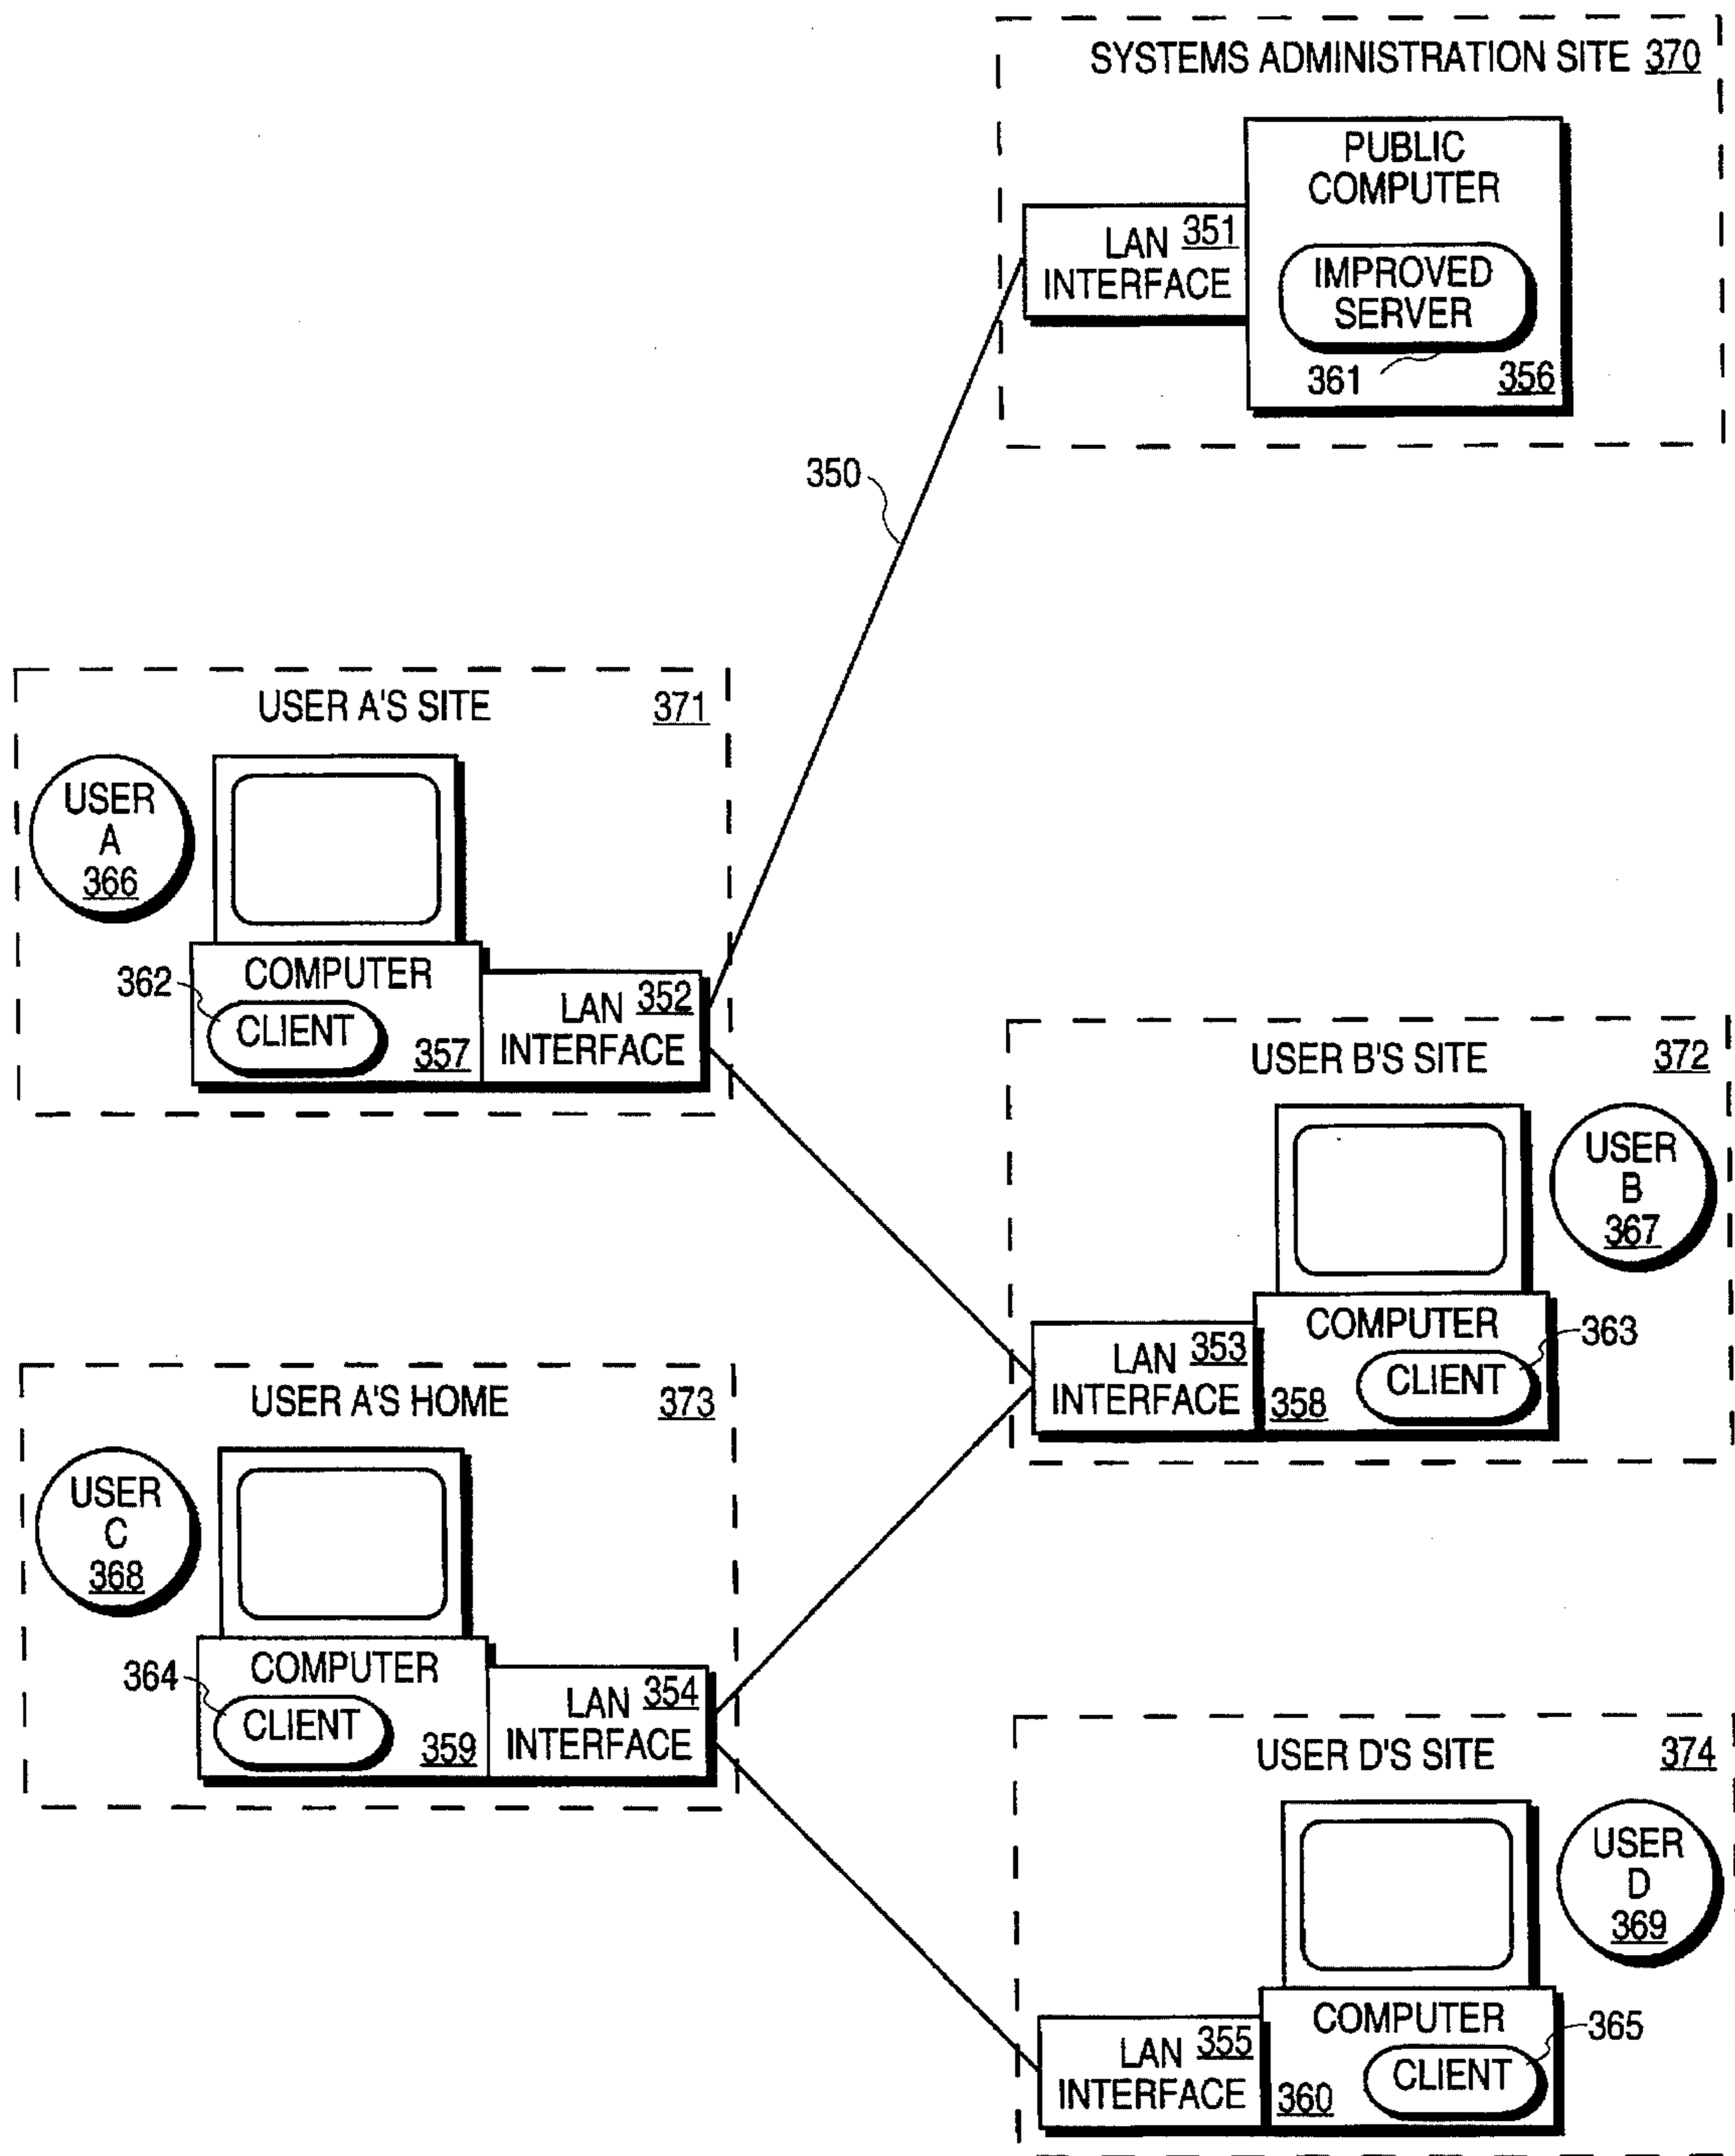 SYSTEMS ADMINISTRATION SITE 370
PUBLIC
COMPUTER
LAN 351
INTERFACE
IMPROVED
SERVER
361
356
350
USER A'S SITE 371
USER
A
366
COMPUTER
362
CLIENT
357
LAN 352
INTERFACE
USER B'S SITE 372
USER
B
367
COMPUTER
363
CLIENT
358
LAN 353
INTERFACE
USER A'S HOME 373
USER
C
368
COMPUTER
364
CLIENT
359
LAN 354
INTERFACE
USER D'S SITE 374
USER
D
369
COMPUTER
365
CLIENT
360
LAN 355
INTERFACE